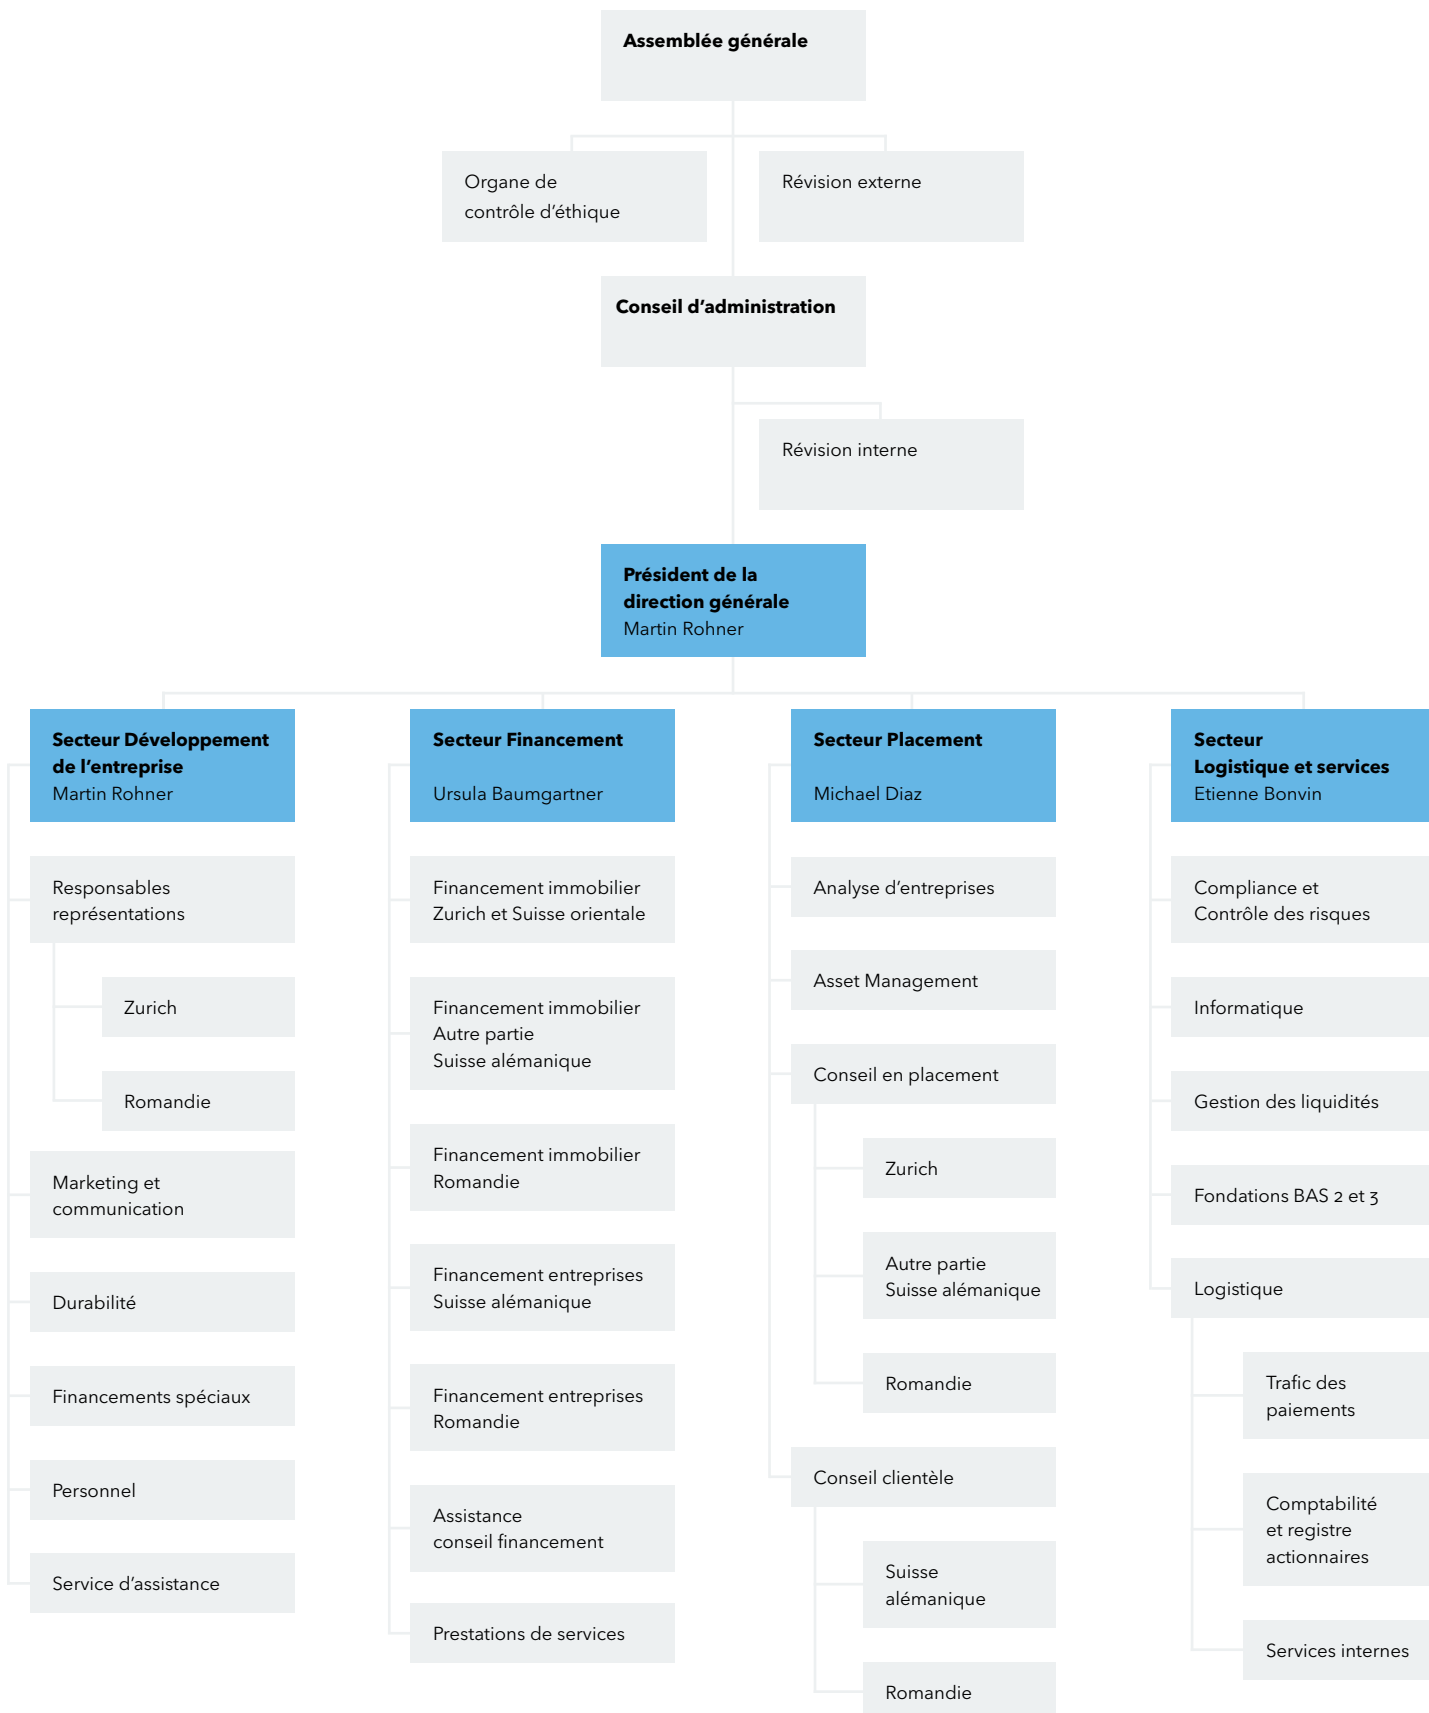 Assemblée générale
Organe de
contrôle d’éthique
Révision externe
Conseil d’administration
Révision interne
Président de la
direction générale
Martin Rohner
Secteur Développement
de l’entreprise
Martin Rohner
Responsables
représentations
Zurich
Romandie
Marketing et
communication
Durabilité
Financements spéciaux
Personnel
Service d’assistance
Secteur Financement
Ursula Baumgartner
Financement immobilier
Zurich et Suisse orientale
Financement immobilier
Autre partie
Suisse alémanique
Financement immobilier
Romandie
Financement entreprises
Suisse alémanique
Financement entreprises
Romandie
Assistance
conseil financement
Prestations de services
Secteur Placement
Michael Diaz
Analyse d’entreprises
Asset Management
Conseil en placement
Zurich
Autre partie
Suisse alémanique
Romandie
Conseil clientèle
Suisse
alémanique
Romandie
Secteur
Logistique et services
Etienne Bonvin
Compliance et
Contrôle des risques
Informatique
Gestion des liquidités
Fondations BAS 2 et 3
Logistique
Trafic des
paiements
Comptabilité
et registre
actionnaires
Services internes